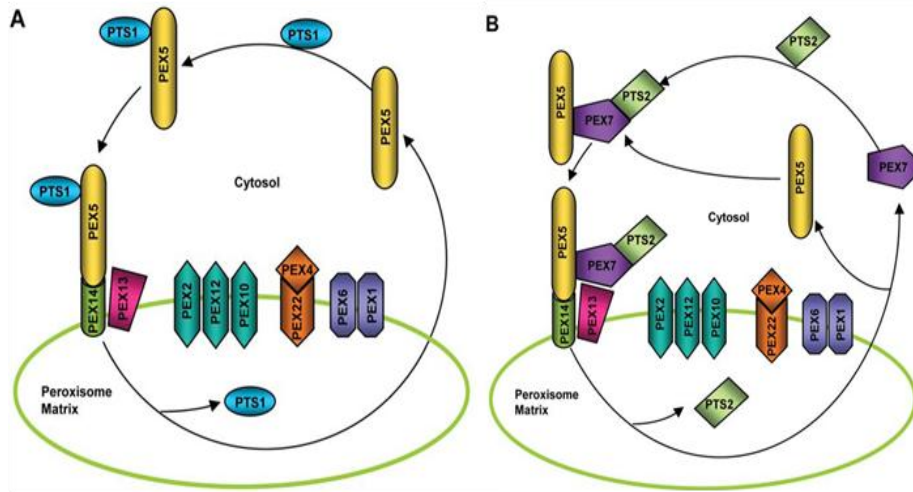 A
PTS1
PEX5
PTS1
PEX5
PTS1
PEX5
Cytosol
PEX14
PEX13
PEX2
PEX12
PEX10
PEX4
PEX22
PEX6
PEX1
Peroxisome
Matrix
PTS1
B
PTS2
PEX5
PEX7
PTS2
PEX5
PEX7
PEX5
PEX7
PTS2
Cytosol
PEX14
PEX13
PEX2
PEX12
PEX10
PEX4
PEX22
PEX6
PEX1
Peroxisome
Matrix
PTS2